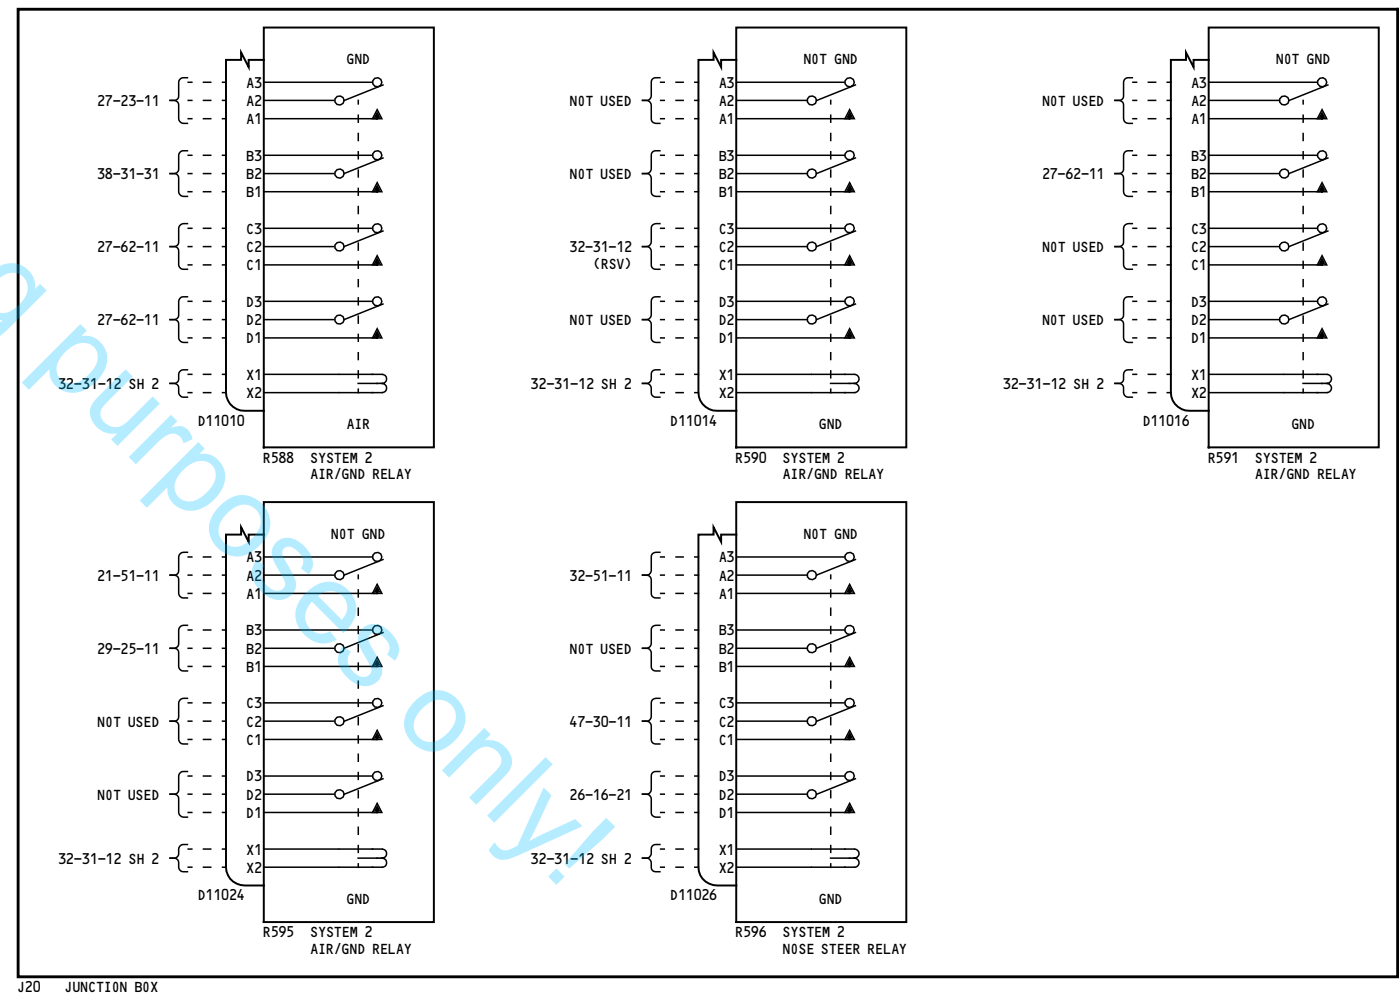 GND
27-23-11
A3
A2
A1
38-31-31
B3
B2
B1
27-62-11
C3
C2
C1
27-62-11
D3
D2
D1
32-31-12 SH 2
X1
X2
D11010
AIR
R588 SYSTEM 2
AIR/GND RELAY
NOT GND
NOT USED
A3
A2
A1
NOT USED
B3
B2
B1
32-31-12
(RSV)
C3
C2
C1
NOT USED
D3
D2
D1
32-31-12 SH 2
X1
X2
D11014
GND
R590 SYSTEM 2
AIR/GND RELAY
NOT GND
NOT USED
A3
A2
A1
27-62-11
B3
B2
B1
NOT USED
C3
C2
C1
NOT USED
D3
D2
D1
32-31-12 SH 2
X1
X2
D11016
GND
R591 SYSTEM 2
AIR/GND RELAY
NOT GND
21-51-11
A3
A2
A1
29-25-11
B3
B2
B1
NOT USED
C3
C2
C1
NOT USED
D3
D2
D1
32-31-12 SH 2
X1
X2
D11024
GND
R595 SYSTEM 2
AIR/GND RELAY
NOT GND
32-51-11
A3
A2
A1
NOT USED
B3
B2
B1
47-30-11
C3
C2
C1
26-16-21
D3
D2
D1
32-31-12 SH 2
X1
X2
D11026
GND
R596 SYSTEM 2
NOSE STEER RELAY
J20 JUNCTION BOX
g purposes only!